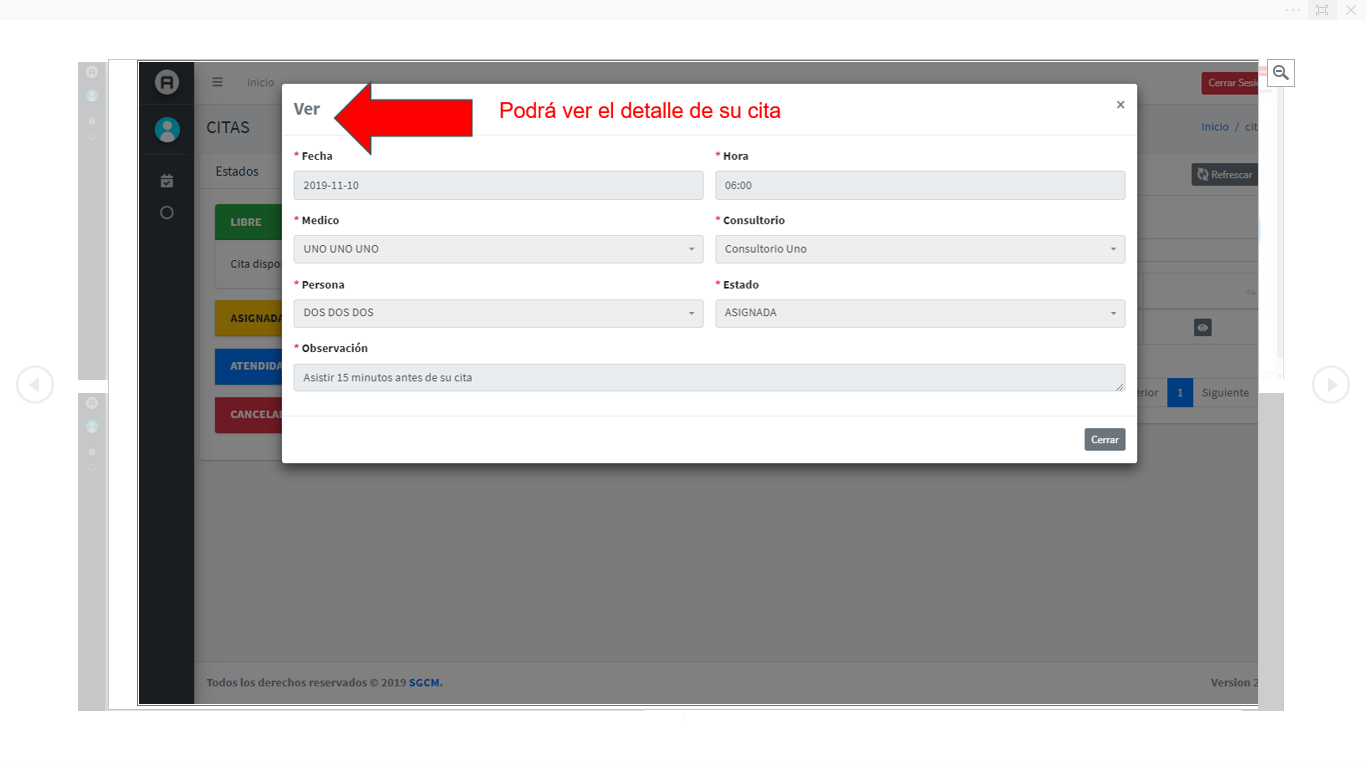 Inicio
Cerrar Sesi
Ver
Podrá ver el detalle de su cita
×
CITAS
Inicio / cit
* Fecha
* Hora
Estados
Refrescar
2019-11-10
06:00
* Medico
* Consultorio
LIBRE
UNO UNO UNO
Consultorio Uno
Cita dispo
* Persona
* Estado
DOS DOS DOS
ASIGNADA
ASIGNADA
* Observación
ATENDIDA
Asistir 15 minutos antes de su cita
erior
1
Siguiente
CANCELA
Cerrar
Todos los derechos reservados © 2019 SGCM.
Version 2